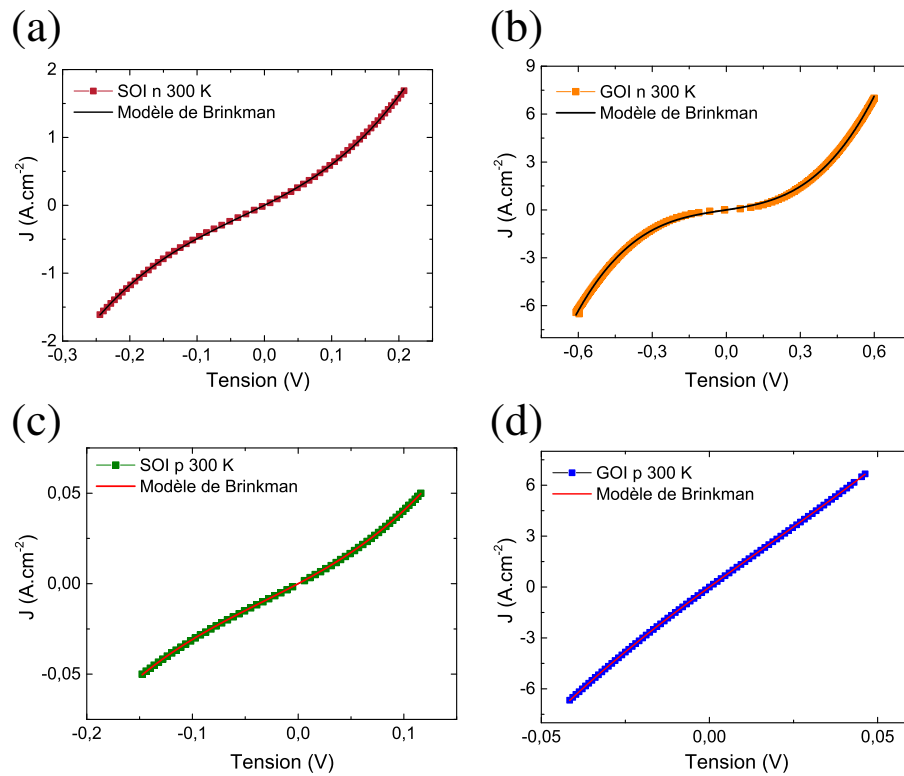 (a)
SOI n 300 K
Modèle de Brinkman
J (A.cm-2)
2
1
0
-1
-2
-0,3 -0,2 -0,1 0,0 0,1 0,2
Tension (V)
(b)
GOI n 300 K
Modèle de Brinkman
J (A.cm-2)
9
6
3
0
-3
-6
-0,6 -0,3 0,0 0,3 0,6
Tension (V)
(c)
SOI p 300 K
Modèle de Brinkman
J (A.cm-2)
0,05
0,00
-0,05
-0,2 -0,1 0,0 0,1
Tension (V)
(d)
GOI p 300 K
Modèle de Brinkman
J (A.cm-2)
6
3
0
-3
-6
-0,05 0,00 0,05
Tension (V)